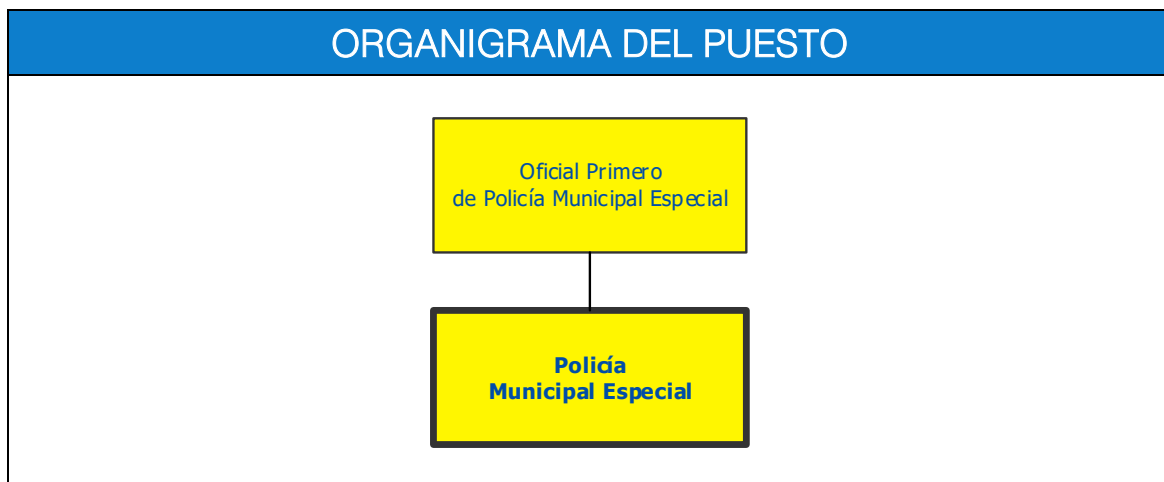 ORGANIGRAMA DEL PUESTO
Oficial Primero
de Policía Municipal Especial
Policía
Municipal Especial